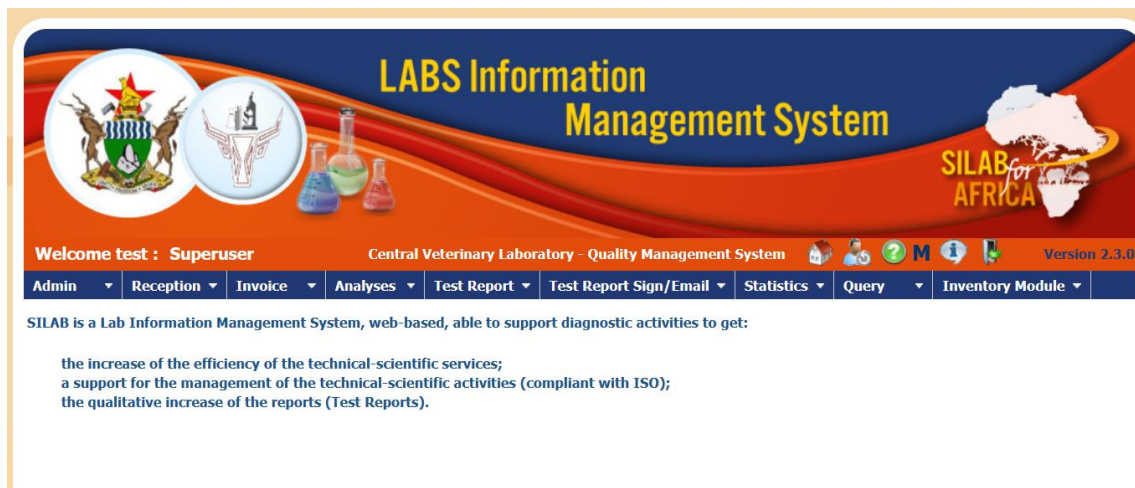 LABS Information
Management System
SILAB for
AFRICA
Welcome test : Superuser
Central Veterinary Laboratory - Quality Management System
M
Version 2.3.0
Admin Reception Invoice Analyses Test Report Test Report Sign/Email Statistics Query Inventory Module
SILAB is a Lab Information Management System, web-based, able to support diagnostic activities to get:
the increase of the efficiency of the technical-scientific services;
a support for the management of the technical-scientific activities (compliant with ISO);
the qualitative increase of the reports (Test Reports).